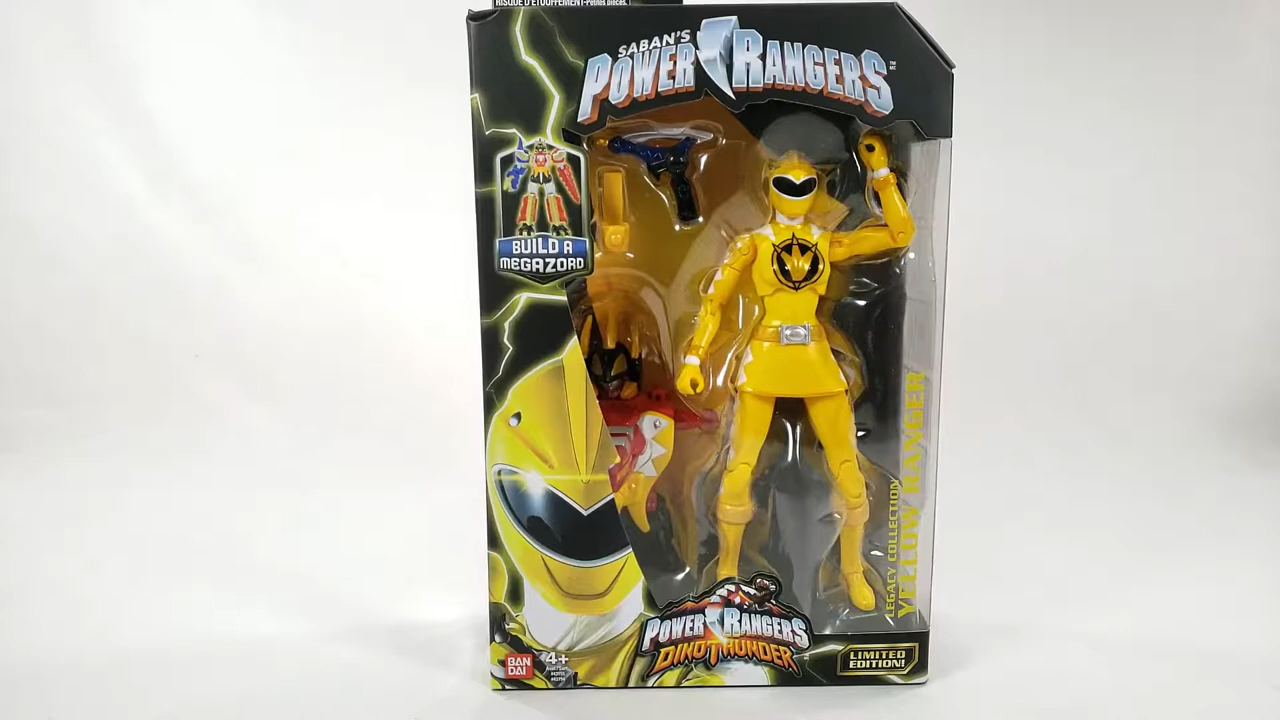 RISQUE D'ÉTOUFFEMENT-Petites pièces.
SABAN'S
POWER RANGERS
BUILD A
MEGAZORD
LEGACY COLLECTION
YELLOW RANGER
POWER RANGERS
DINO THUNDER
BAN
DAI
4+
LIMITED
EDITION!